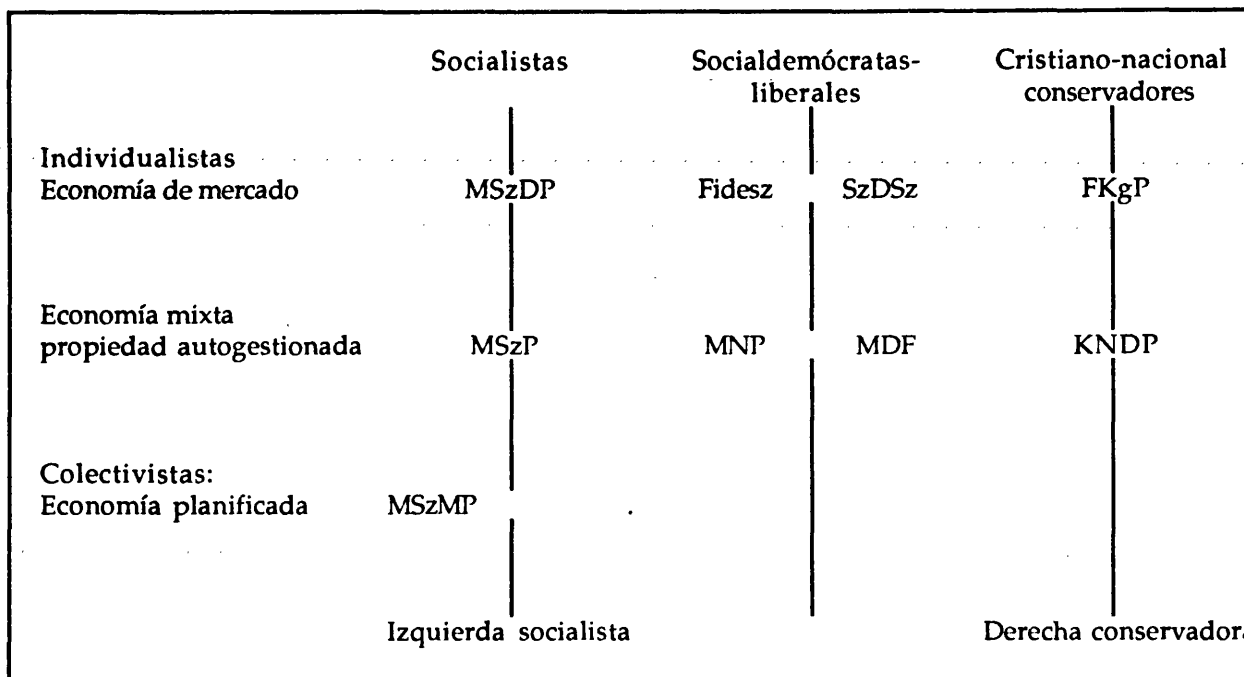 Socialistas Socialdemócratas- Cristiano-nacional
liberales conservadores
Individualistas
Economía de mercado MSzDP Fidesz SzDSz FKgP
Economía mixta
propiedad autogestionada MSzP MNP MDF KNDP
Colectivistas:
Economía planificada MSzMP
Izquierda socialista Derecha conservadora